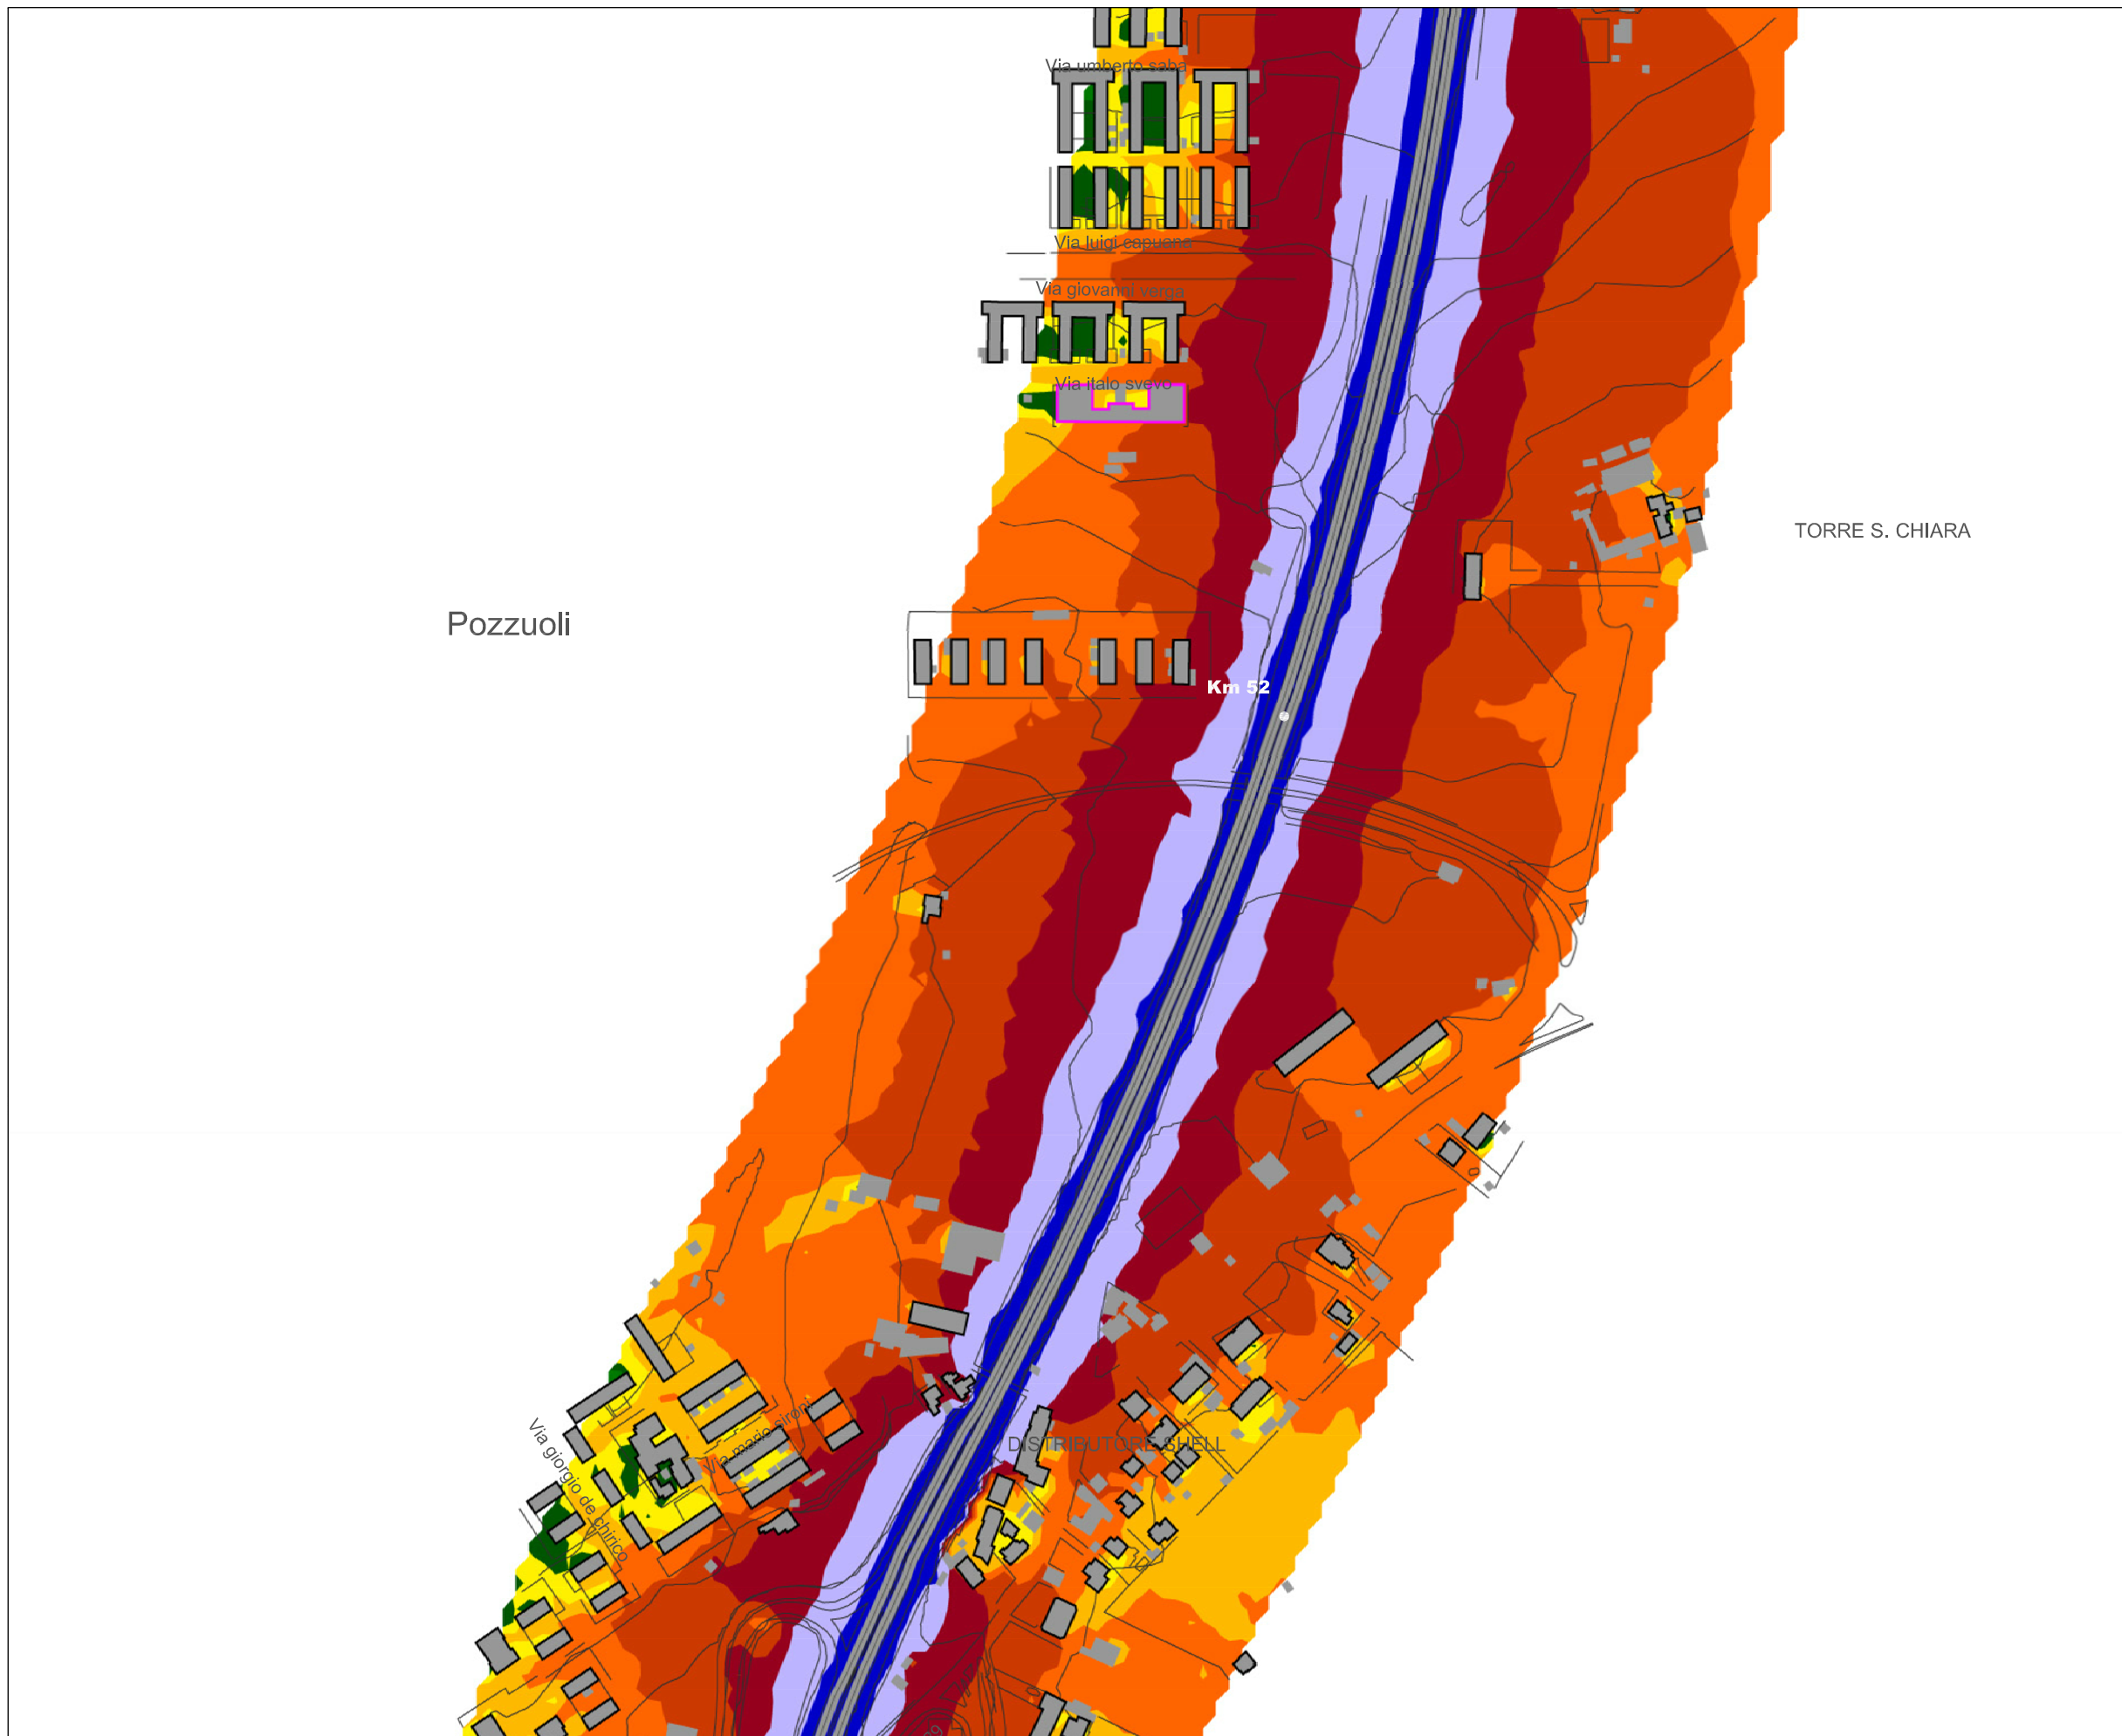 Via umberto saba
Via luigi capuana
Via giovanni verga
Via italo svevo
TORRE S. CHIARA
Pozzuoli
Km 52
Via mario sironi
DISTRIBUTORE SHELL
Via giorgio de chirico